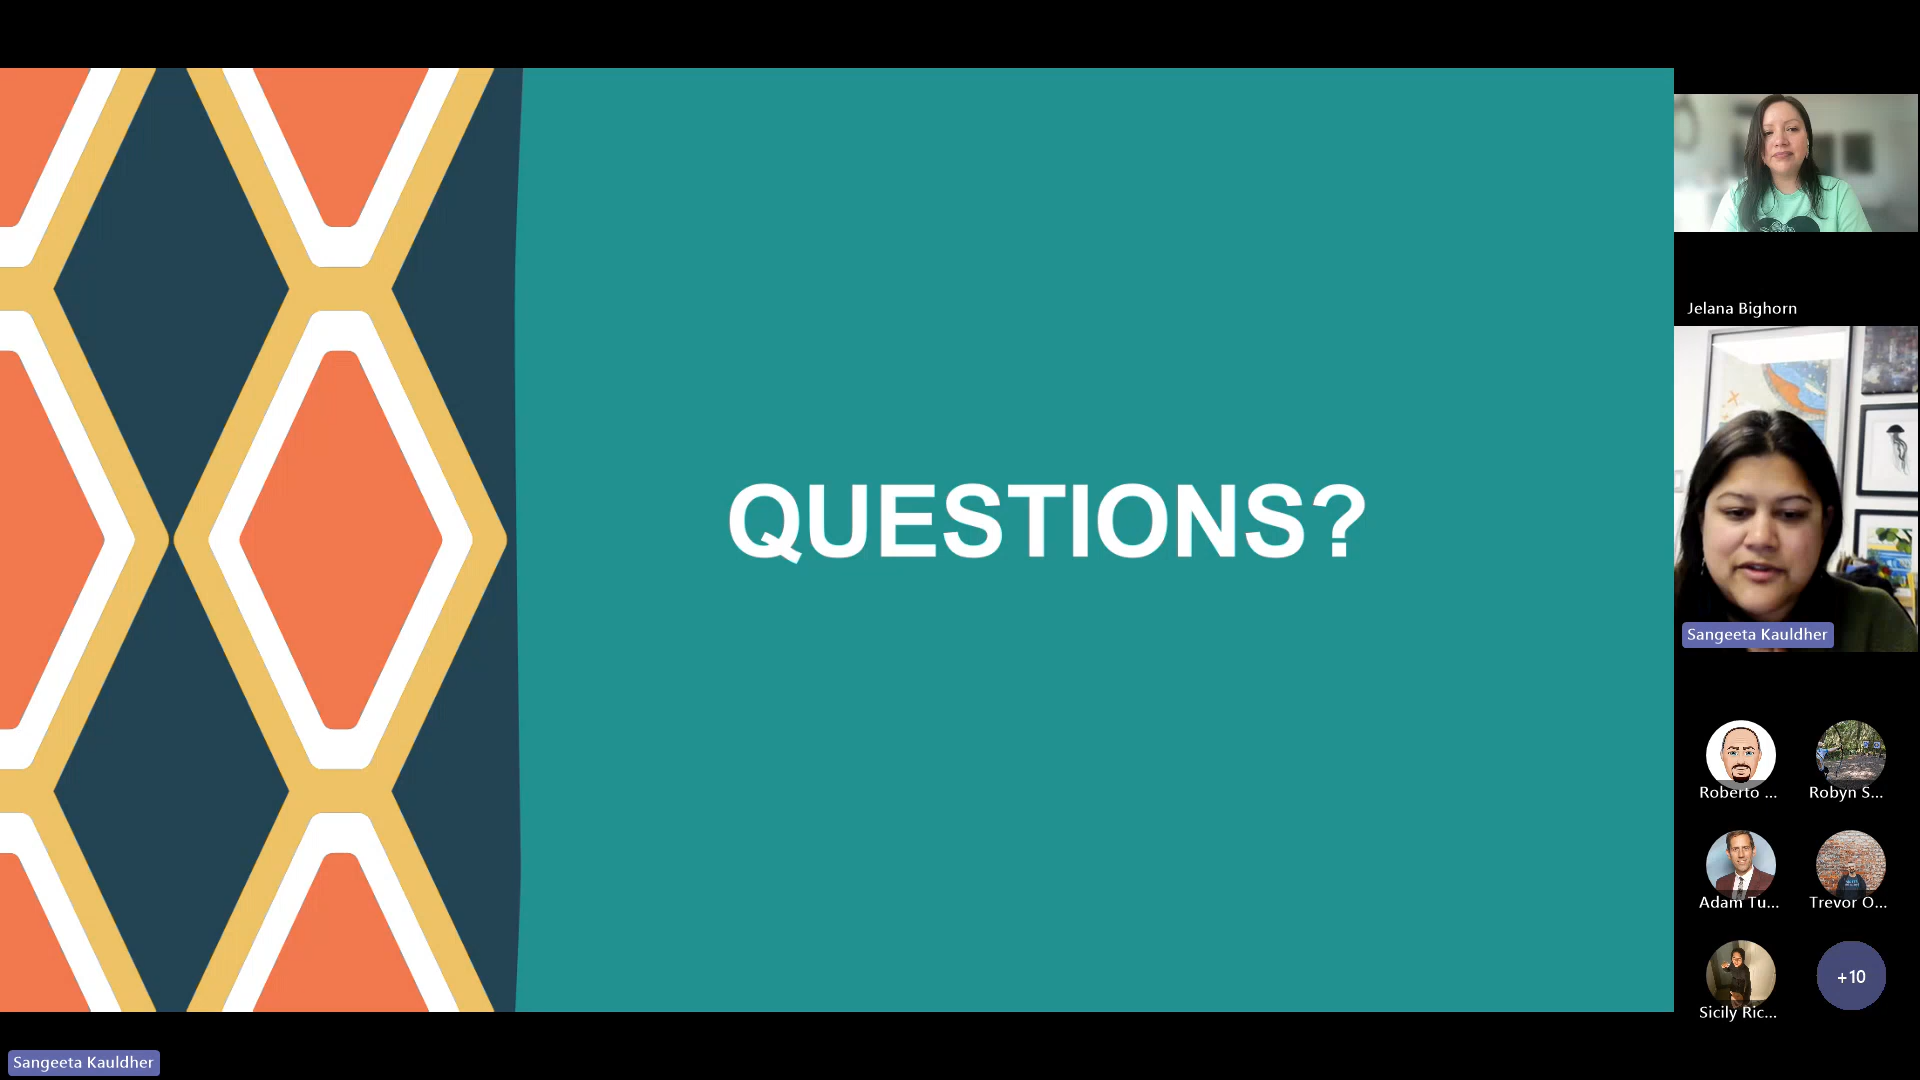 QUESTIONS?
Jelana Bighorn
Sangeeta Kauldher
Roberto ...
Robyn S...
Adam Tu...
Trevor O...
Sicily Ric...
+10
Sangeeta Kauldher